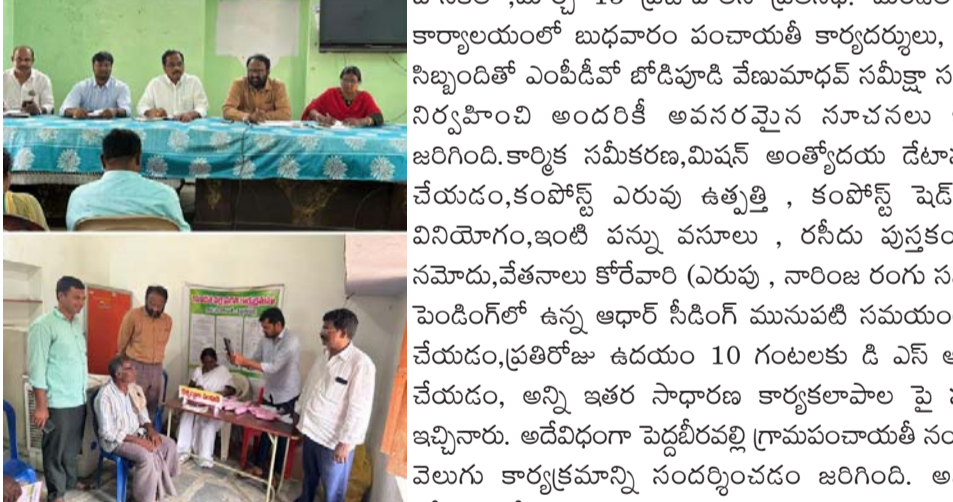 కార్యాలయంలో బుధవారం పంచాయతీ కార్యదర్శులు,
సిబ్బందితో ఎంపీడీవో బోడిపూడి వేణుమాధవ్ సమీక్షా
నిర్వహించి అందరికీ అవసరమైన సూచనలు
జరిగింది.కార్మిక సమీకరణ,మిషన్ అంత్యోదయ
చేయడం,కంపోస్ట్ ఎరువు ఉత్పత్తి , కంపోస్ట్ షెడ్
వినియోగం,ఇంటి పన్ను వసూలు , రసీదు
నమోదు,వేతనాలు కోరేవారి (ఎరుపు , నారింజ రంగు
పెండింగ్‌లో ఉన్న ఆధార్ సీడింగ్ మునుపటి
చేయడం,ప్రతిరోజు ఉదయం 10 గంటలకు డి ఎస్
చేయడం, అన్ని ఇతర సాధారణ కార్యకలాపాల పై
ఇచ్చినారు. అదేవిధంగా పెద్దబీరవల్లి గ్రామపంచాయతీ
వెలుగు కార్యక్రమాన్ని సందర్శించడం జరిగింది.